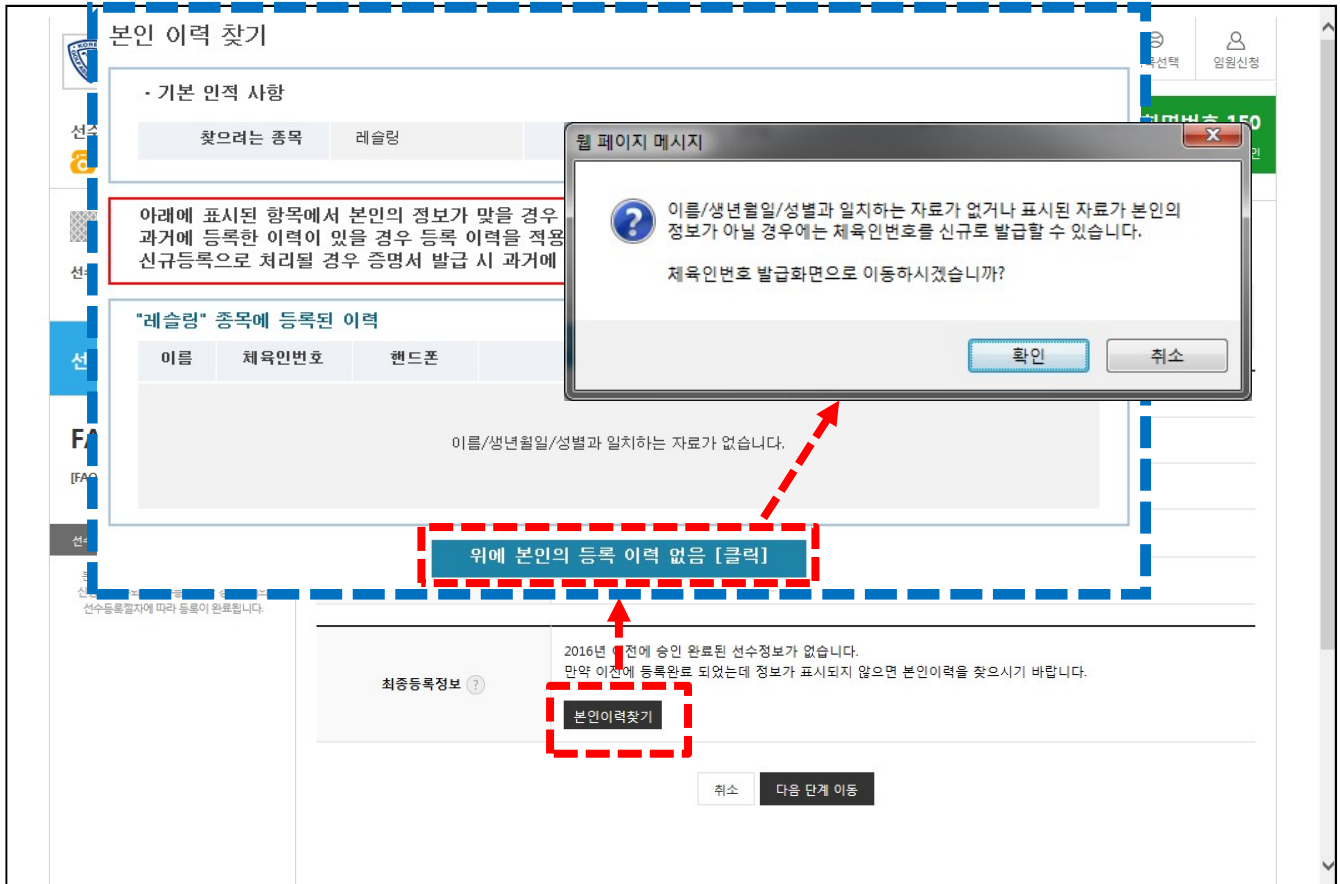 본인 이력 찾기
임원신청
· 기본 인적 사항
찾으려는 종목
레슬링
웹 페이지 메시지
이름/생년월일/성별과 일치하는 자료가 없거나 표시된 자료가 본인의
정보가 아닐 경우에는 체육인번호를 신규로 발급할 수 있습니다.
체육인번호 발급화면으로 이동하시겠습니까?
확인
취소
아래에 표시된 항목에서 본인의 정보가 맞을 경우
과거에 등록한 이력이 있을 경우 등록 이력을 적용
신규등록으로 처리될 경우 증명서 발급 시 과거에
"레슬링" 종목에 등록된 이력
이름
체육인번호
핸드폰
이름/생년월일/성별과 일치하는 자료가 없습니다.
위에 본인의 등록 이력 없음 [클릭]
선수등록절차에 따라 등록이 완료됩니다.
최종등록정보 ?
2016년 이전에 승인 완료된 선수정보가 없습니다.
만약 이전에 등록완료 되었는데 정보가 표시되지 않으면 본인이력을 찾으시기 바랍니다.
본인이력찾기
취소
다음 단계 이동